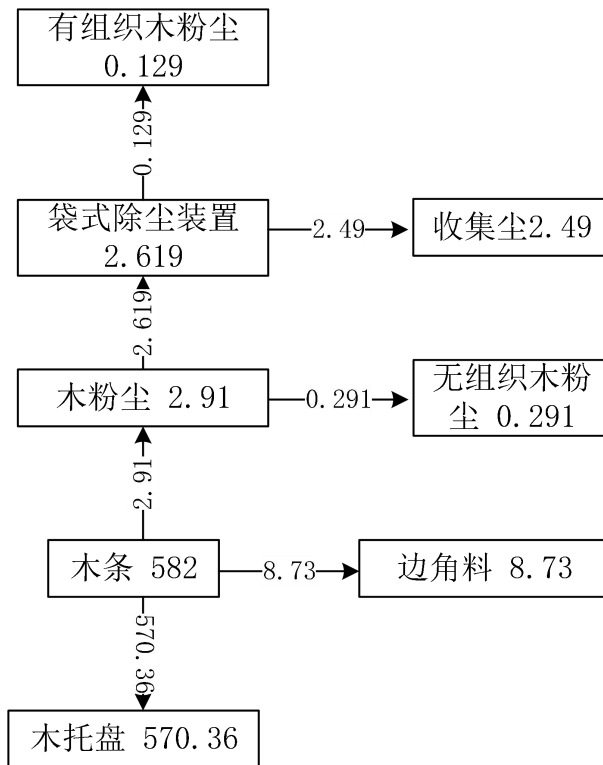 有组织木粉尘
0.129
0.129
袋式除尘装置
2.619
2.49
收集尘2.49
2.619
木粉尘 2.91
0.291
无组织木粉
尘 0.291
2.91
木条 582
8.73
边角料 8.73
570.36
木托盘 570.36